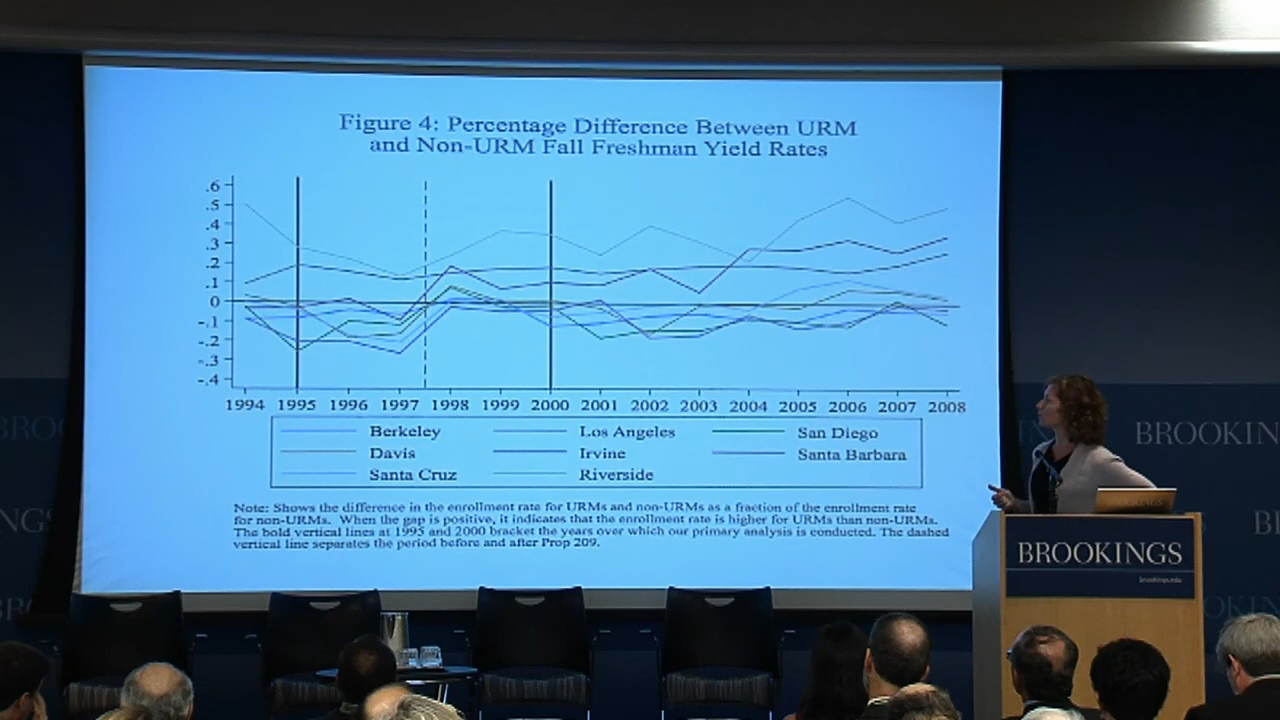 Figure 4: Percentage Difference Between URM
and Non-URM Fall Freshman Yield Rates
.6
.5
.4
.3
.2
.1
0
-.1
-.2
-.3
-.4
1994 1995 1996 1997 1998 1999 2000 2001 2002 2003 2004 2005 2006 2007 2008
Berkeley Los Angeles San Diego
Davis Irvine Santa Barbara
Santa Cruz Riverside
Note: Shows the difference in the enrollment rate for URMs and non-URMs as a fraction of the enrollment rate
for non-URMs. When the gap is positive, it indicates that the enrollment rate is higher for URMs than non-URMs.
The bold vertical lines at 1995 and 2000 bracket the years over which our primary analysis is conducted. The dashed
vertical line separates the period before and after Prop 209.
BROOKIN
BROOKINGS
brookings.edu